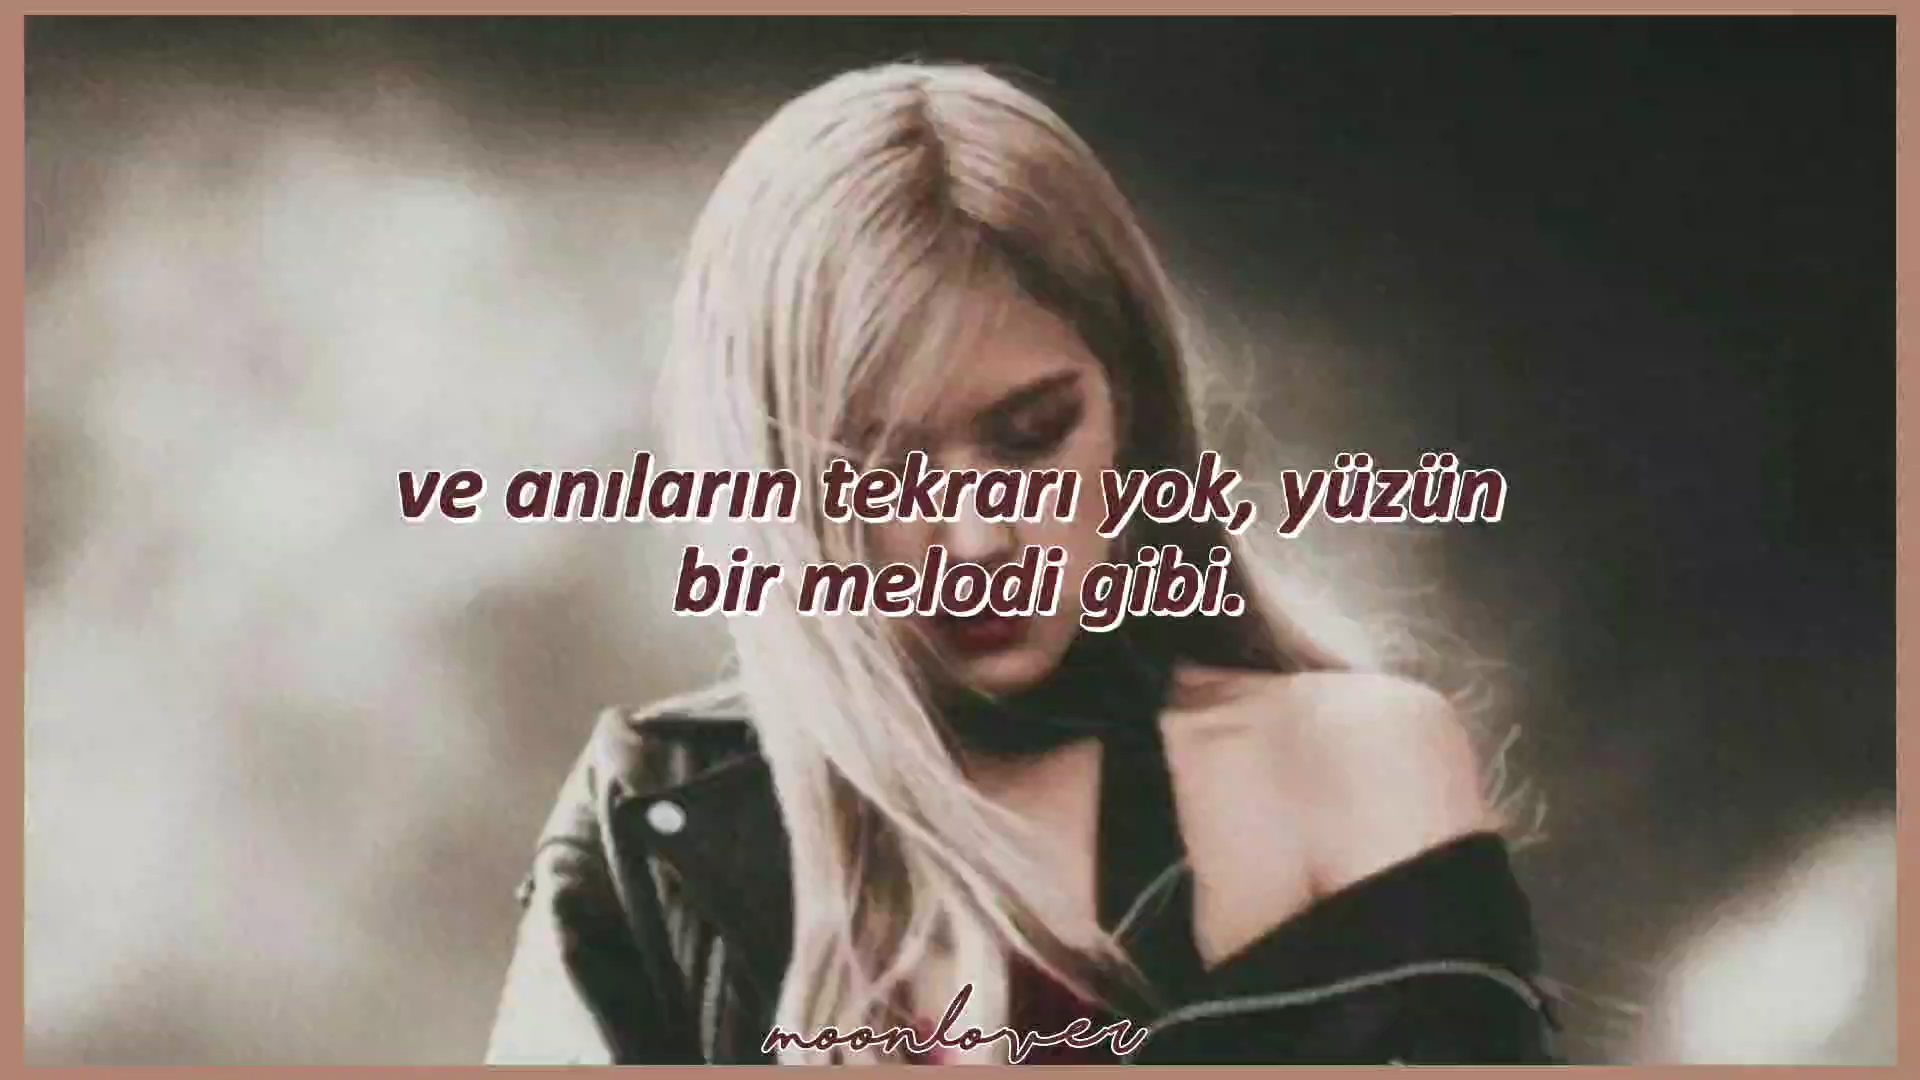 ve anıların tekrarı yok, yüzün
bir melodi gibi.
moonlover